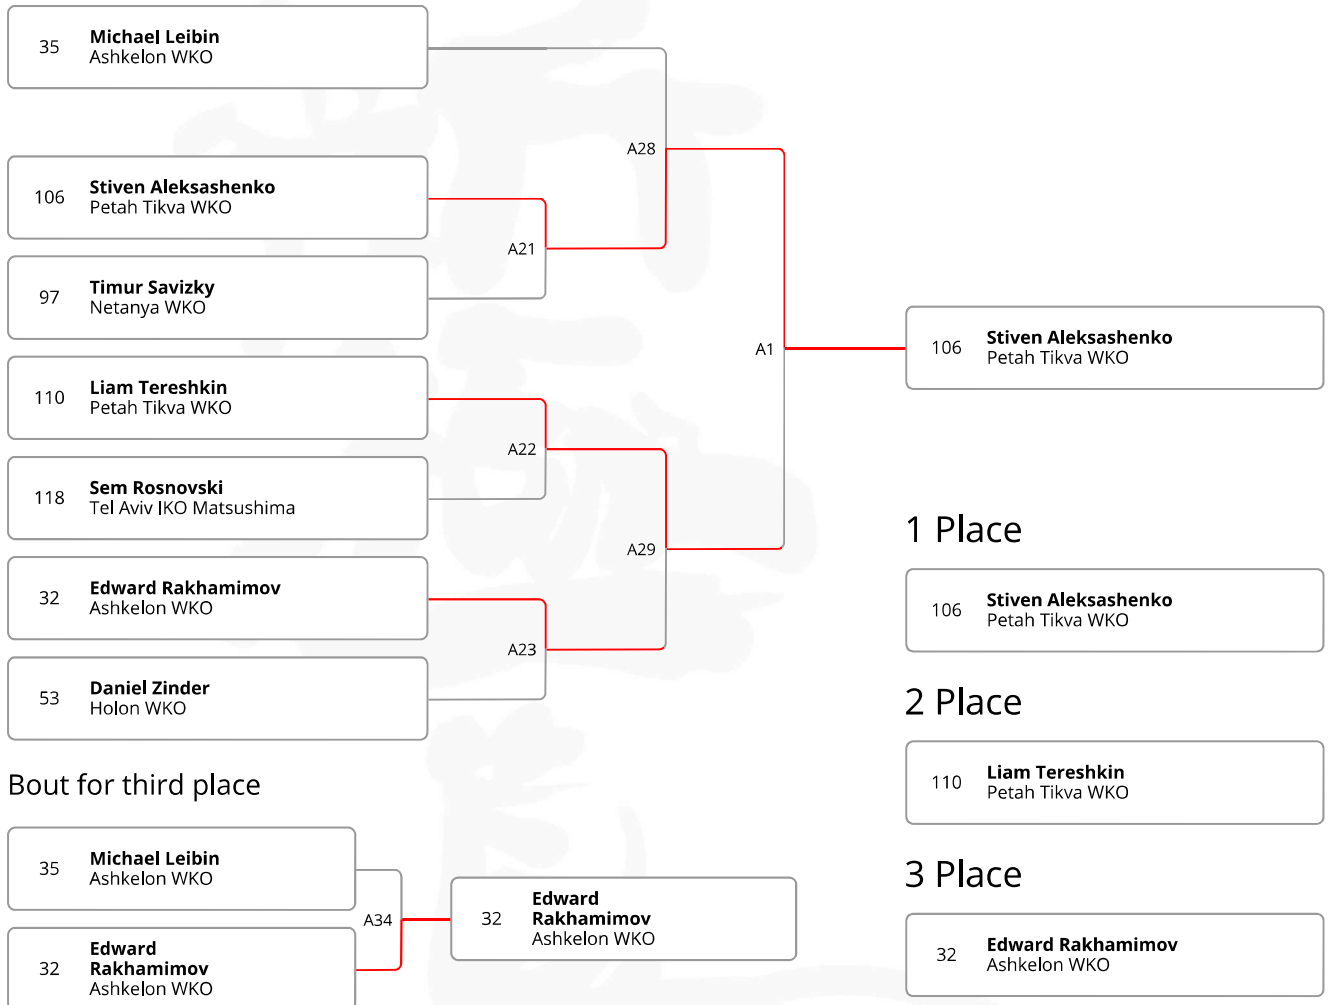 35
Michael Leibin
Ashkelon WKO
106
Stiven Aleksashenko
Petah Tikva WKO
97
Timur Savizky
Netanya WKO
110
Liam Tereshkin
Petah Tikva WKO
118
Sem Rosnovski
Tel Aviv IKO Matsushima
32
Edward Rakhamimov
Ashkelon WKO
53
Daniel Zinder
Holon WKO
A28
A21
A22
A29
A23
A1
106
Stiven Aleksashenko
Petah Tikva WKO
Bout for third place
35
Michael Leibin
Ashkelon WKO
32
Edward
Rakhamimov
Ashkelon WKO
A34
32
Edward
Rakhamimov
Ashkelon WKO
1 Place
106
Stiven Aleksashenko
Petah Tikva WKO
2 Place
110
Liam Tereshkin
Petah Tikva WKO
3 Place
32
Edward Rakhamimov
Ashkelon WKO